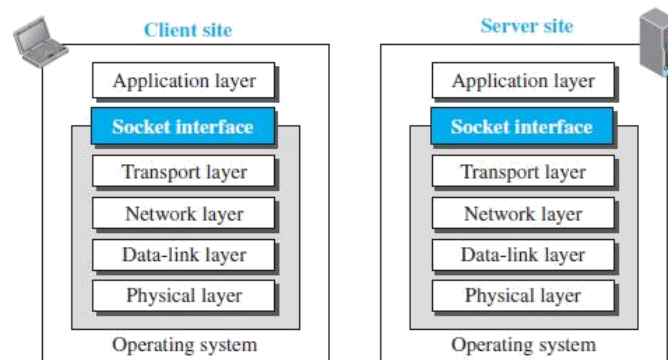 Client site
Application layer
Socket interface
Transport layer
Network layer
Data-link layer
Physical layer
Operating system
Server site
Application layer
Socket interface
Transport layer
Network layer
Data-link layer
Physical layer
Operating system